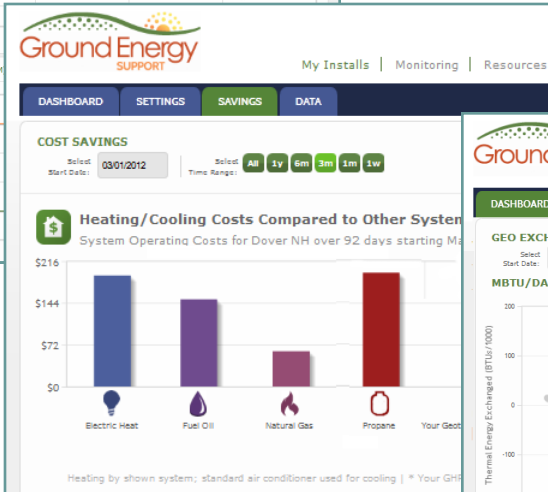 Ground Energy
SUPPORT
My Installs | Monitoring | Resources
DASHBOARD SETTINGS SAVINGS DATA
COST SAVINGS
Select Start Date: 03/01/2012 Select Time Range: All 1y 6m 3m 1m 1w
Heating/Cooling Costs Compared to Other System
System Operating Costs for Dover NH over 92 days starting Ma
$216
$144
$72
$0
Electric Heat Fuel Oil Natural Gas Propane Your Geot
Heating by shown system; standard air conditioner used for cooling | * Your GHP
Groun
DASHBOARD
GEO EXCH
Select Start Date:
MBTU/DA
Thermal Energy Exchanged (BTUs/1000)
200
100
0
-100